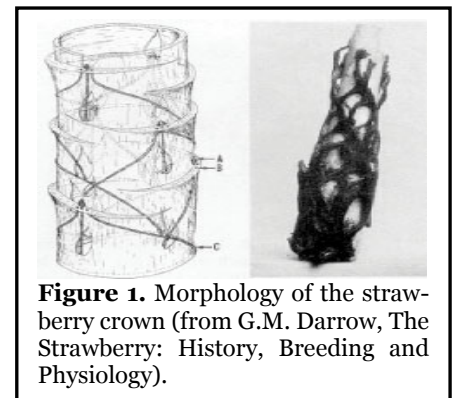 A
B
C
Figure 1. Morphology of the straw-
berry crown (from G.M. Darrow, The
Strawberry: History, Breeding and
Physiology).